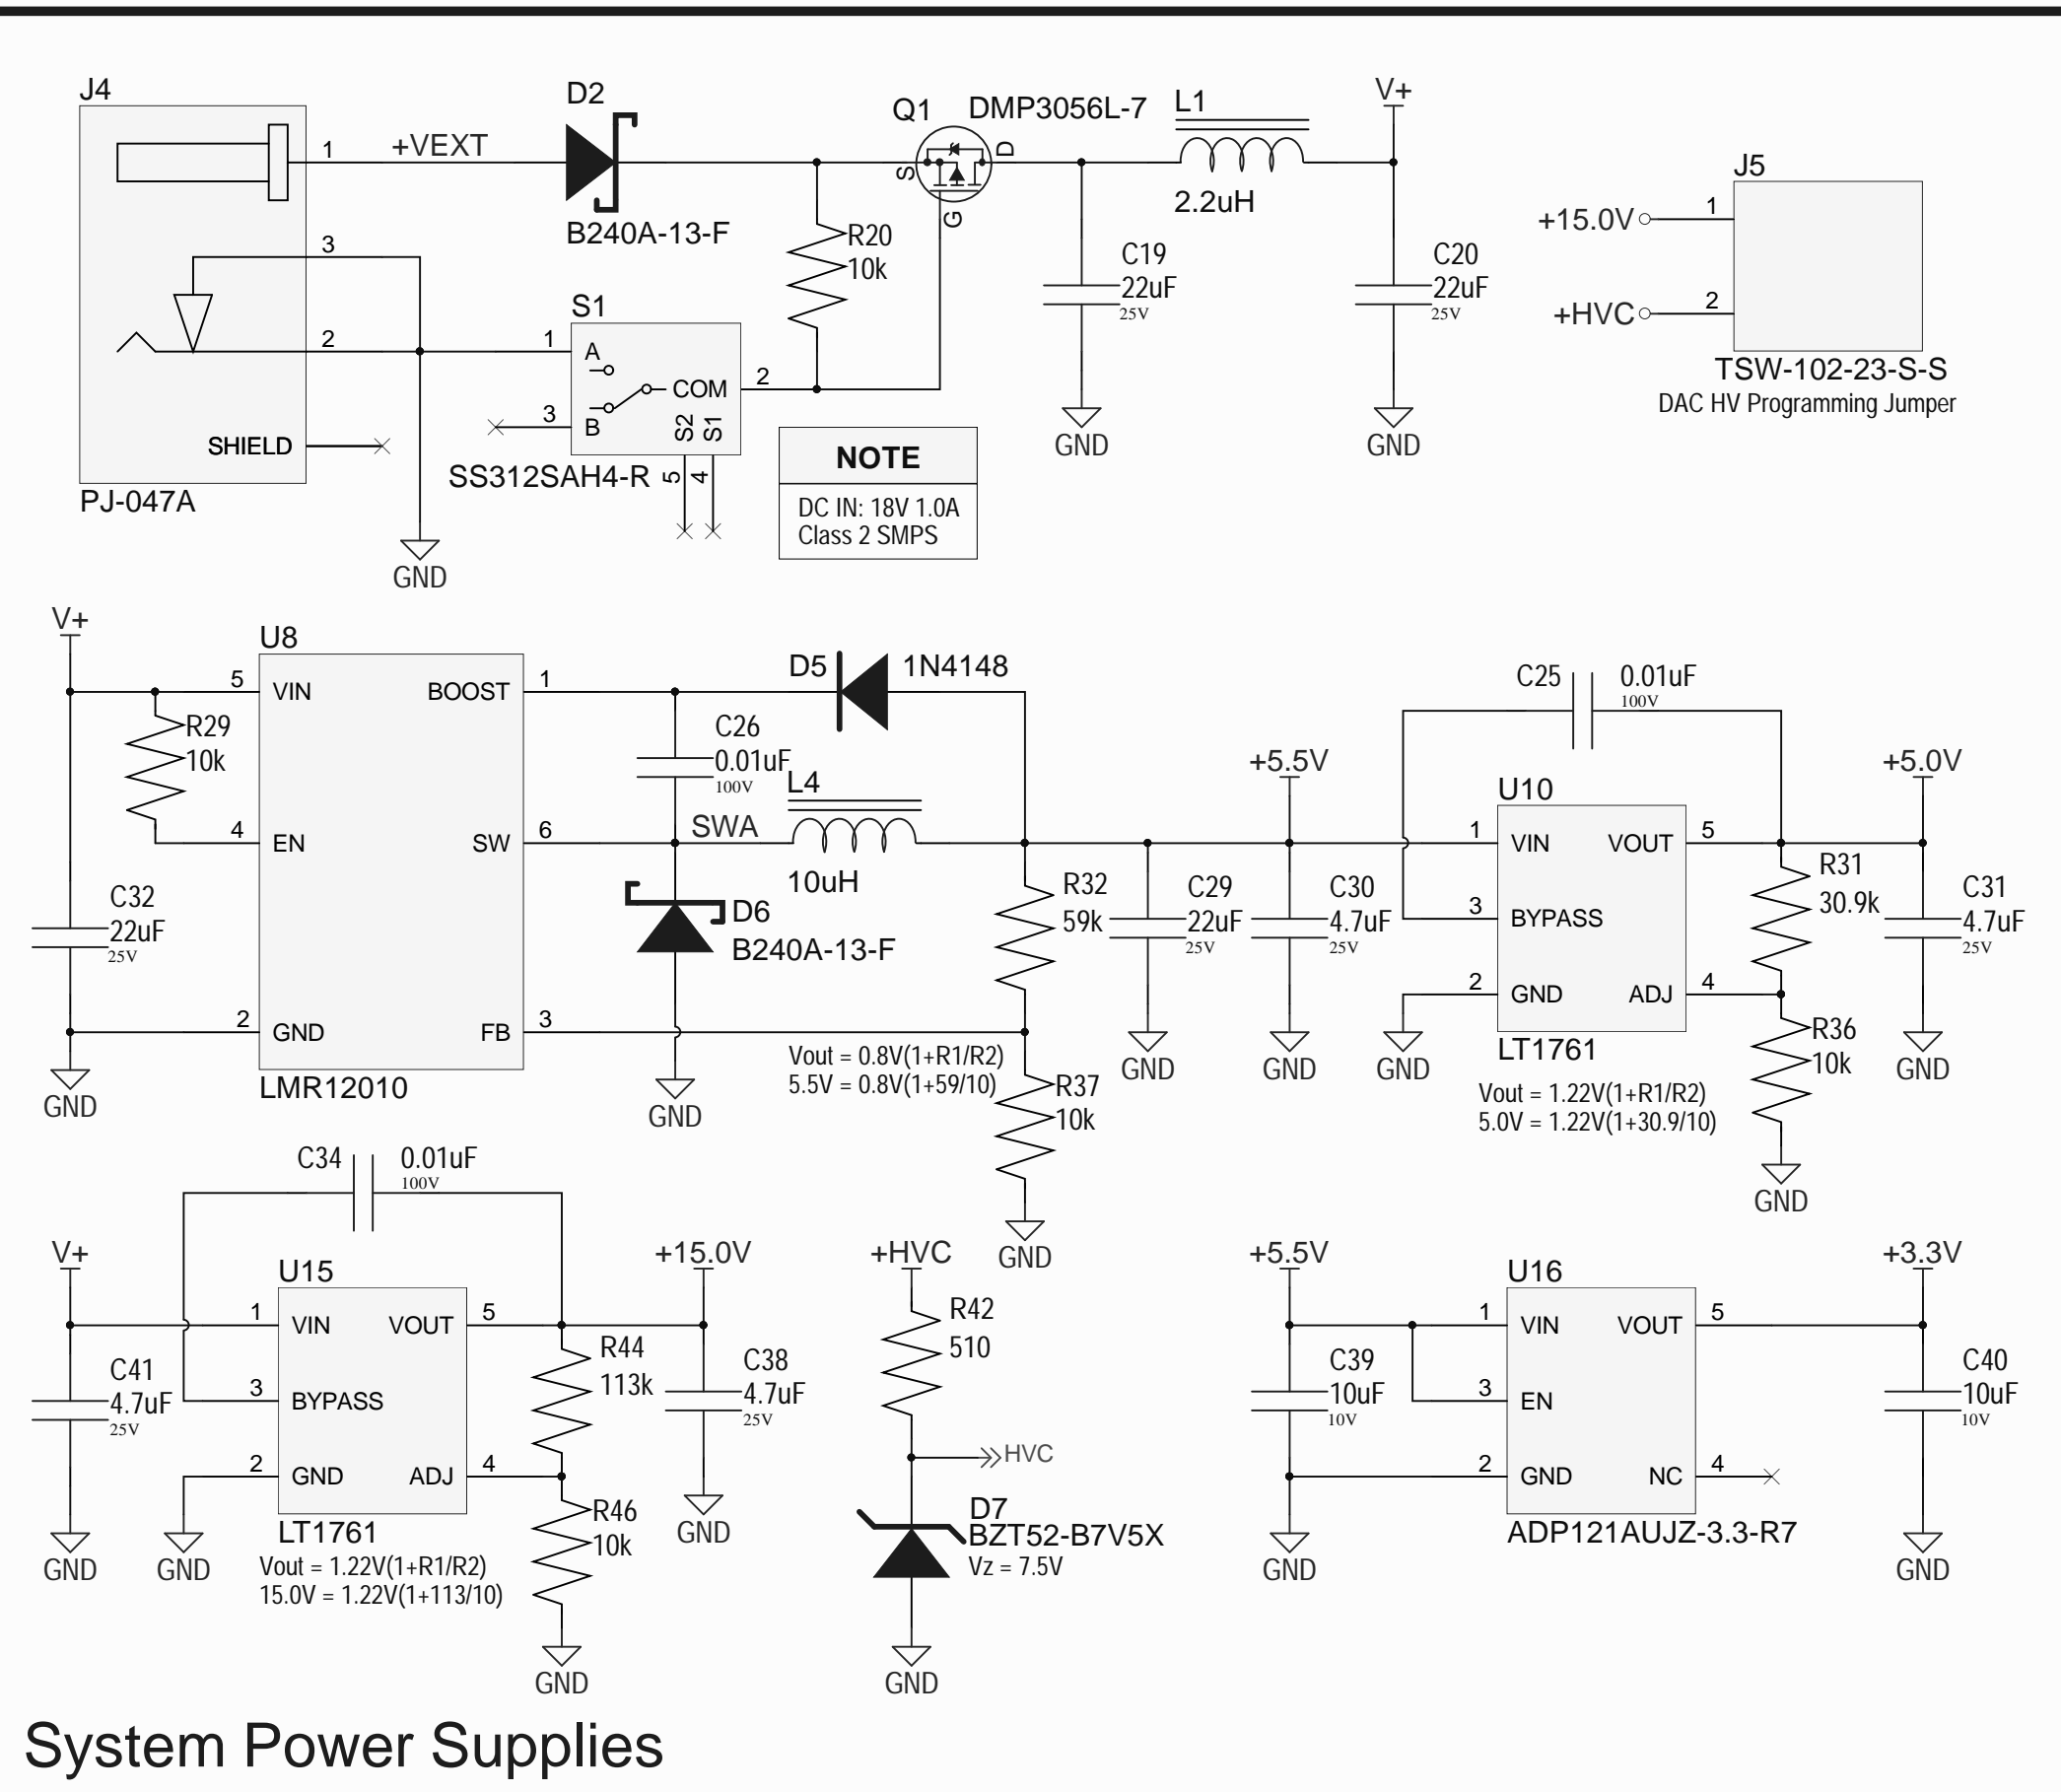 J4
1
+VEXT
3
2
SHIELD
PJ-047A
GND
D2
B240A-13-F
S1
1
A
COM
2
3
B
S2
S1
5
4
SS312SAH4-R
R20
10k
NOTE
DC IN: 18V 1.0A
Class 2 SMPS
Q1
DMP3056L-7
S
D
G
L1
2.2uH
V+
C19
22uF
25V
GND
C20
22uF
25V
GND
J5
+15.0V
1
+HVC
2
TSW-102-23-S-S
DAC HV Programming Jumper
V+
U8
5
VIN
BOOST
1
R29
10k
4
EN
SW
6
C32
22uF
25V
2
GND
FB
3
LMR12010
GND
D5
1N4148
C26
0.01uF
100V
L4
SWA
10uH
D6
B240A-13-F
GND
R32
59k
Vout = 0.8V(1+R1/R2)
5.5V = 0.8V(1+59/10)
R37
10k
GND
C29
22uF
25V
GND
+5.5V
C30
4.7uF
25V
GND
C25
0.01uF
100V
U10
1
VIN
VOUT
5
3
BYPASS
2
GND
ADJ
4
LT1761
GND
Vout = 1.22V(1+R1/R2)
5.0V = 1.22V(1+30.9/10)
+5.0V
R31
30.9k
R36
10k
GND
C31
4.7uF
25V
GND
C34
0.01uF
100V
V+
U15
1
VIN
VOUT
5
C41
4.7uF
25V
3
BYPASS
2
GND
ADJ
4
GND
GND
LT1761
Vout = 1.22V(1+R1/R2)
15.0V = 1.22V(1+113/10)
+15.0V
R44
113k
C38
4.7uF
25V
GND
R46
10k
GND
+HVC
R42
510
HVC
D7
BZT52-B7V5X
Vz = 7.5V
GND
+5.5V
U16
1
VIN
VOUT
5
C39
10uF
10V
3
EN
2
GND
NC
4
ADP121AUJZ-3.3-R7
GND
+3.3V
C40
10uF
10V
GND
System Power Supplies